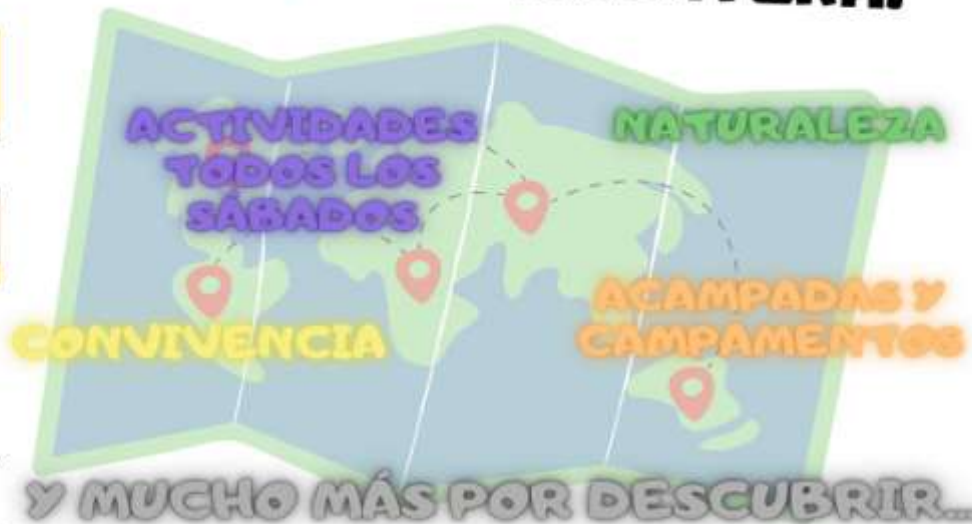 ACTIVIDADES
TODOS LOS
SÁBADOS
NATURALEZA
CONVIVENCIA
ACAMPADAS Y
CAMPAMENTOS
Y MUCHO MÁS POR DESCUBRIR...